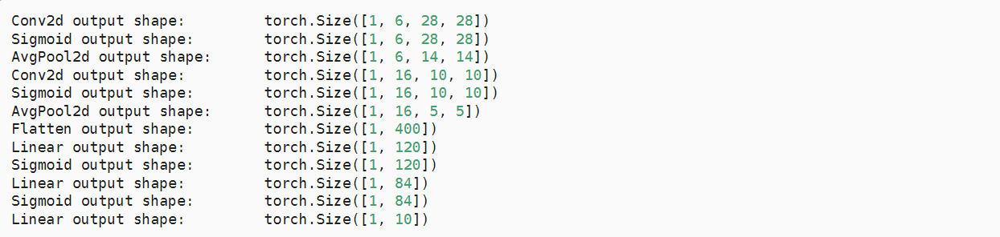 Conv2d output shape:         torch.Size([1, 6, 28, 28])
Sigmoid output shape:        torch.Size([1, 6, 28, 28])
AvgPool2d output shape:      torch.Size([1, 6, 14, 14])
Conv2d output shape:         torch.Size([1, 16, 10, 10])
Sigmoid output shape:        torch.Size([1, 16, 10, 10])
AvgPool2d output shape:      torch.Size([1, 16, 5, 5])
Flatten output shape:        torch.Size([1, 400])
Linear output shape:         torch.Size([1, 120])
Sigmoid output shape:        torch.Size([1, 120])
Linear output shape:         torch.Size([1, 84])
Sigmoid output shape:        torch.Size([1, 84])
Linear output shape:         torch.Size([1, 10])